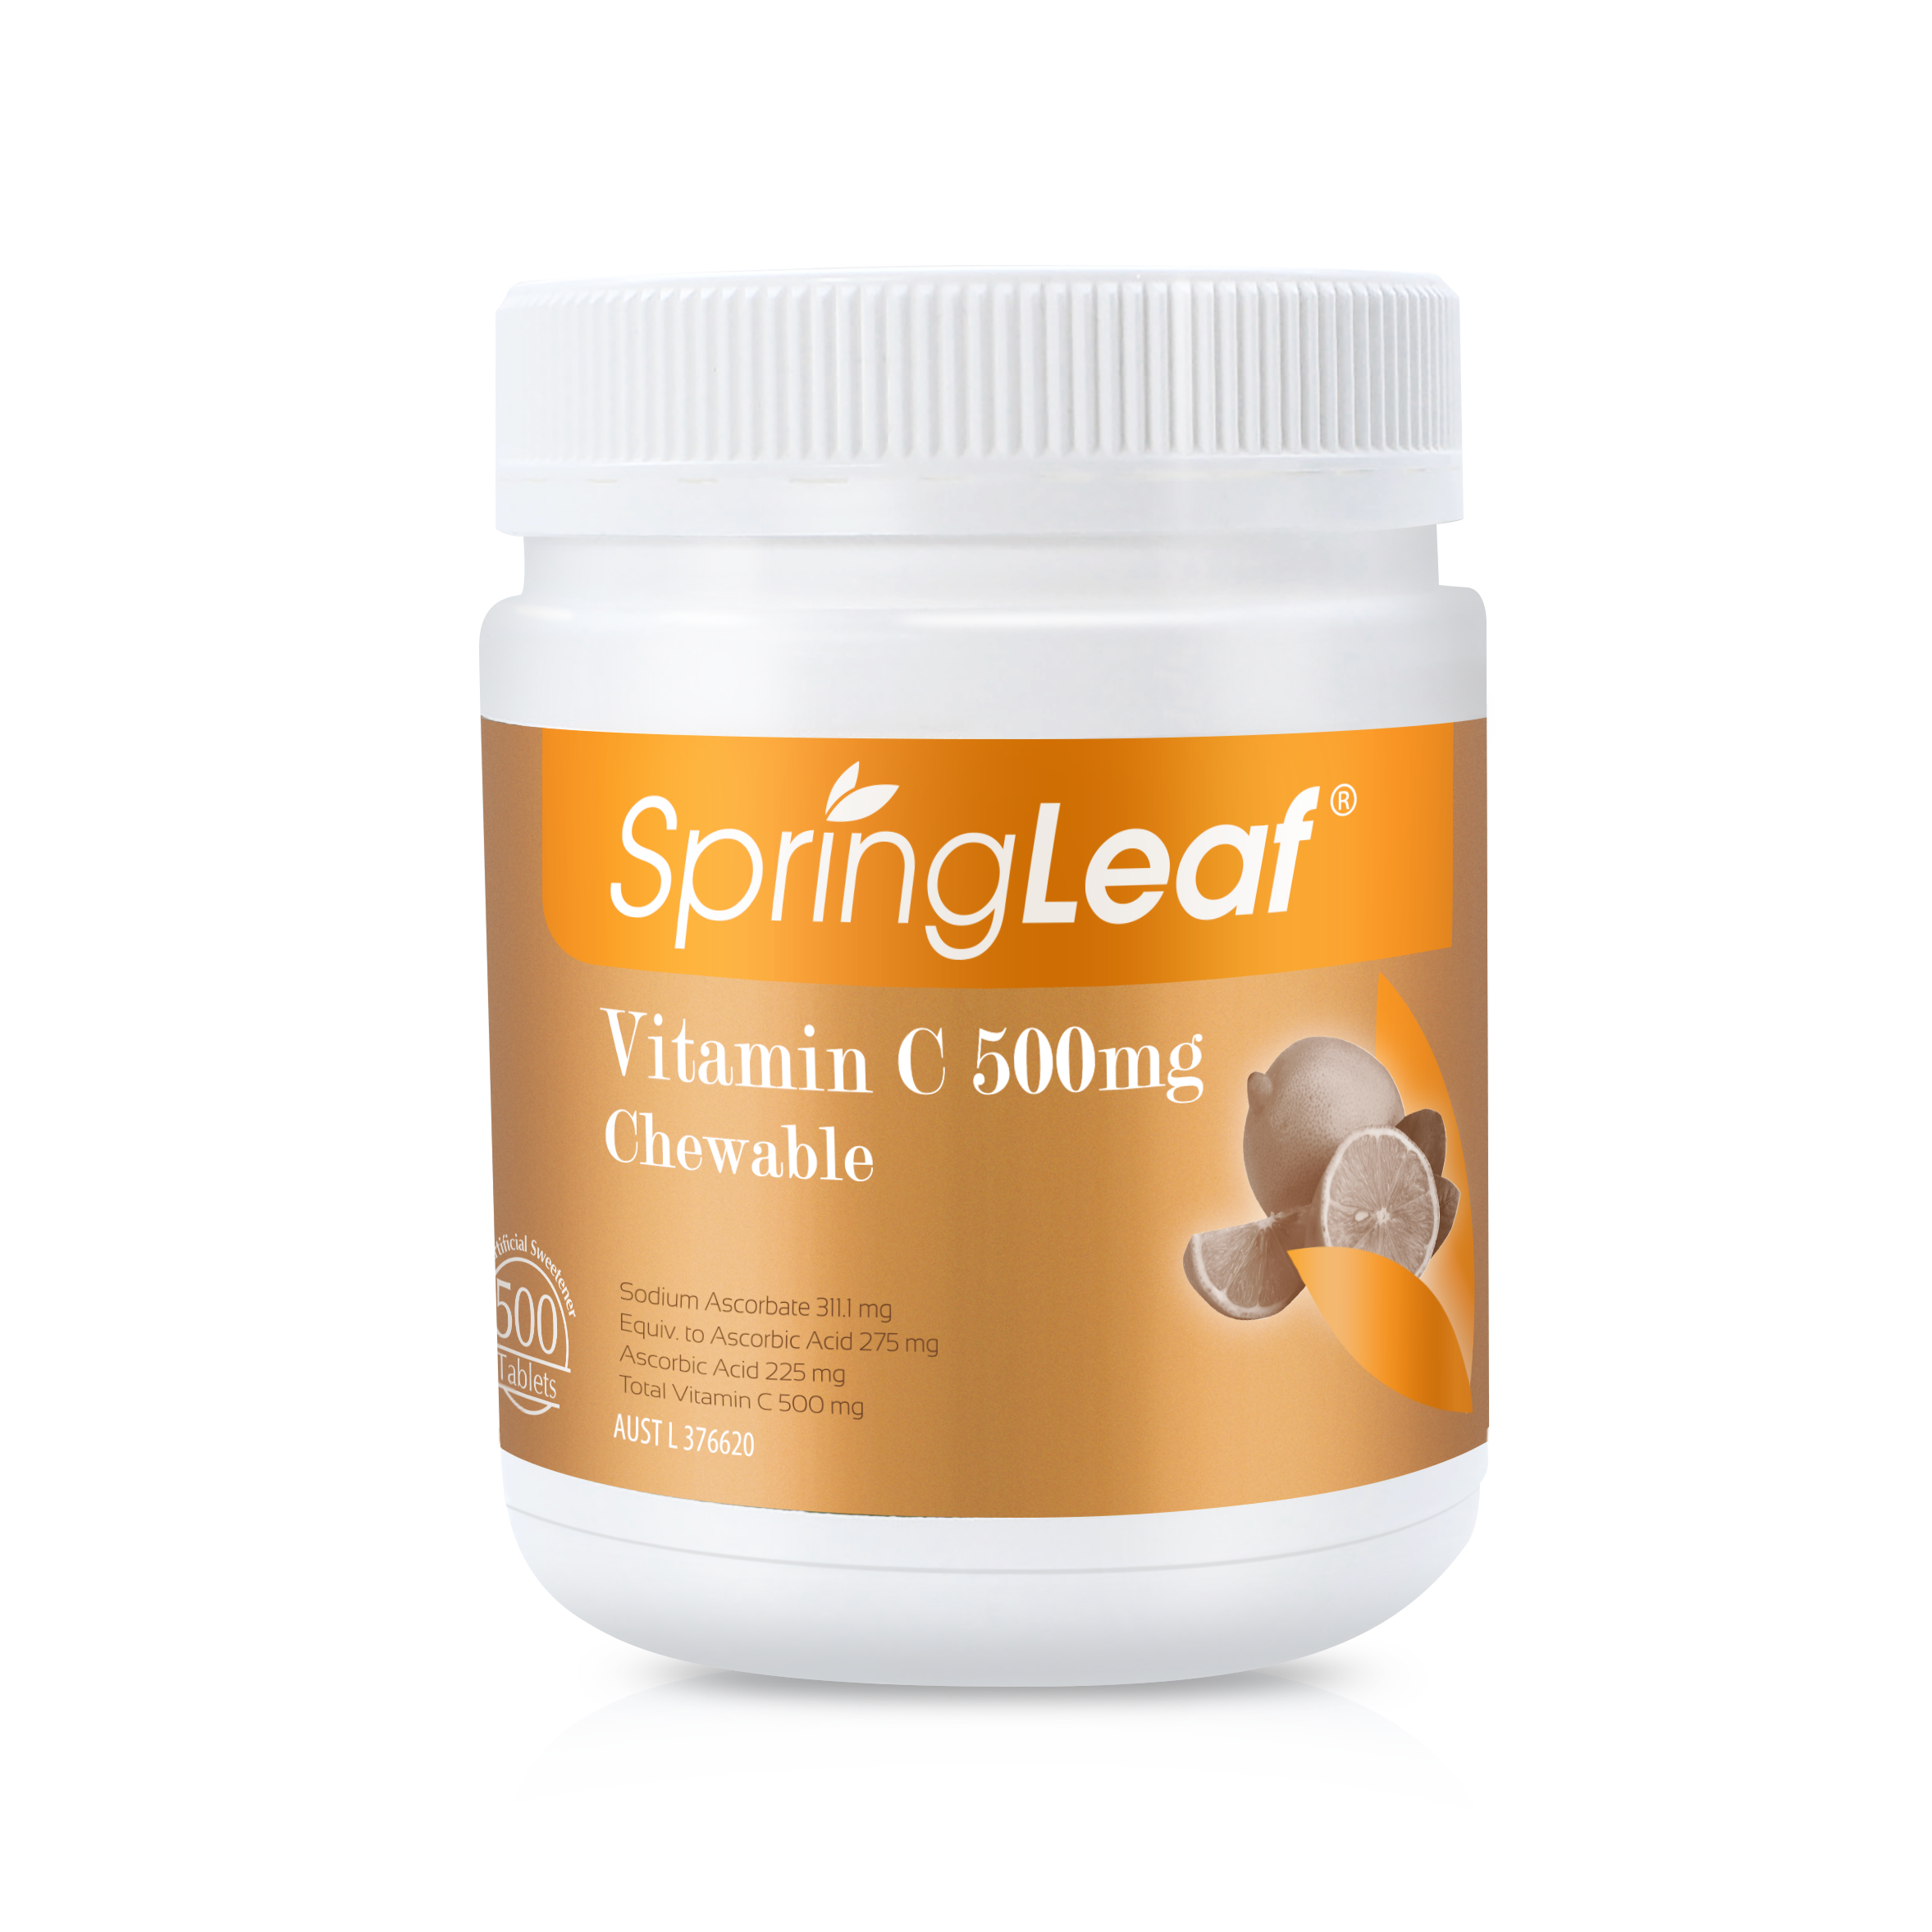 SpringLeaf®
Vitamin C 500mg
Chewable
Sweetener
500
Tablets
Sodium Ascorbate 311.1 mg
Equiv. to Ascorbic Acid 275 mg
Ascorbic Acid 225 mg
Total Vitamin C 500 mg
AUST L 376620